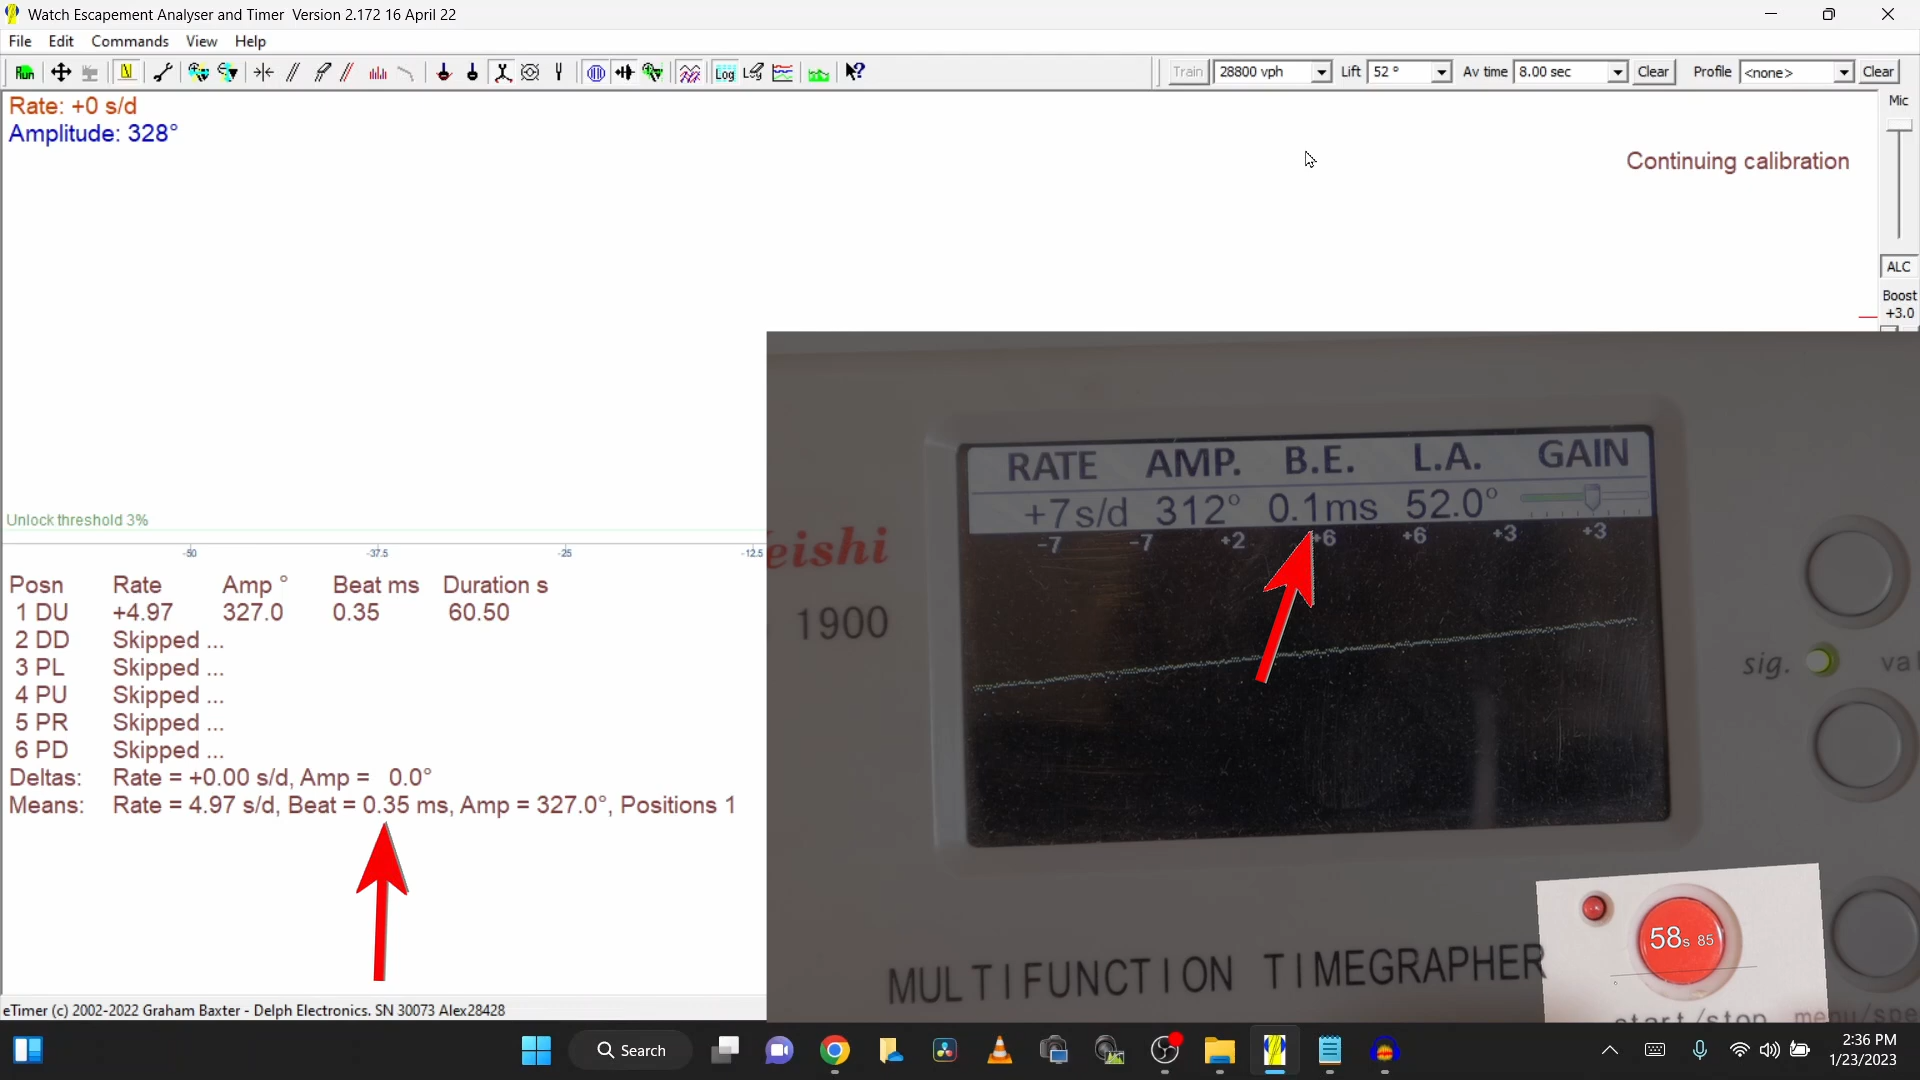 Watch Escapement Analyser and Timer Version 2.172 16 April 22
File Edit Commands View Help
Run Log Train 28800 vph Lift 52 ° Av time 8.00 sec Clear Profile <none> Clear
Rate: +0 s/d
Amplitude: 328°
Mic
Continuing calibration
ALC
Boost
+3.0
Unlock threshold 3%
-50 -37.5 -25 -12.5
Posn Rate Amp ° Beat ms Duration s
1 DU +4.97 327.0 0.35 60.50
2 DD Skipped ...
3 PL Skipped ...
4 PU Skipped ...
5 PR Skipped ...
6 PD Skipped ...
Deltas: Rate = +0.00 s/d, Amp = 0.0°
Means: Rate = 4.97 s/d, Beat = 0.35 ms, Amp = 327.0°, Positions 1
RATE AMP. B.E. L.A. GAIN
+7s/d 312° 0.1ms 52.0°
-7 -7 +2 +6 +6 +3 +3
eishi
1900
sig.
MULTIFUNCTION TIMEGRAPHER
58s 85
start/stop
eTimer (c) 2002-2022 Graham Baxter - Delph Electronics. SN 30073 Alex28428
Search
2:36 PM
1/23/2023